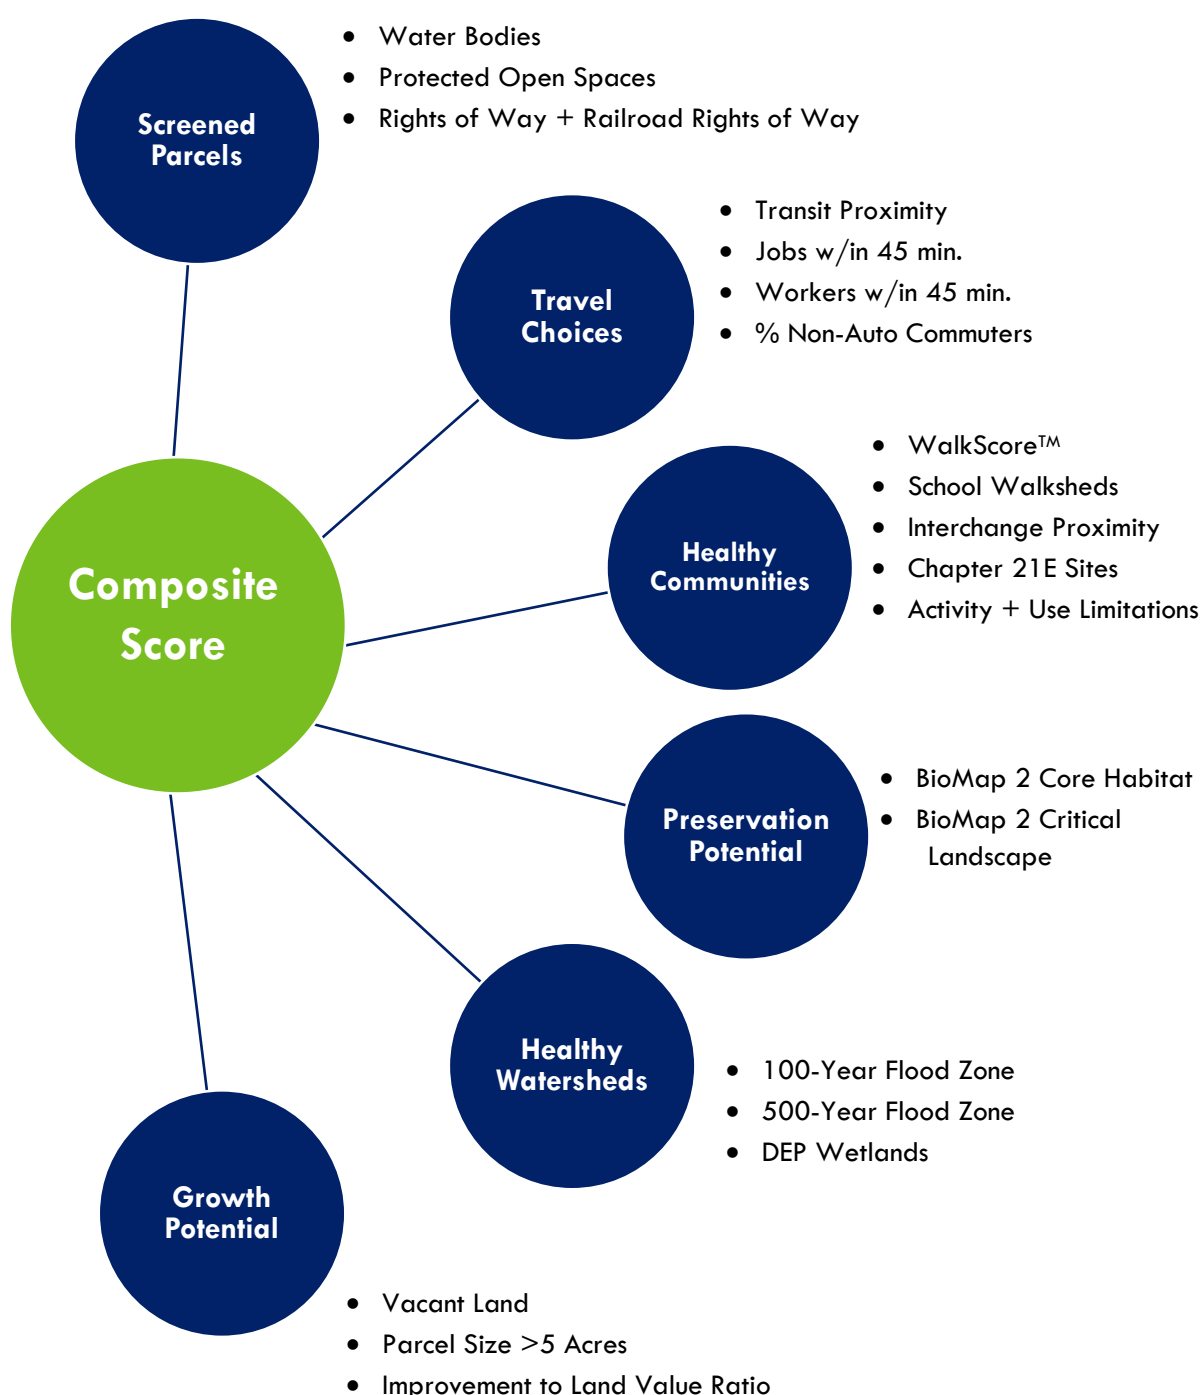 Screened
Parcels
• Water Bodies
• Protected Open Spaces
• Rights of Way + Railroad Rights of Way
Travel
Choices
• Transit Proximity
• Jobs w/in 45 min.
• Workers w/in 45 min.
• % Non-Auto Commuters
Healthy
Communities
• WalkScore™
• School Walksheds
• Interchange Proximity
• Chapter 21E Sites
• Activity + Use Limitations
Composite
Score
Preservation
Potential
• BioMap 2 Core Habitat
• BioMap 2 Critical
Landscape
Healthy
Watersheds
• 100-Year Flood Zone
• 500-Year Flood Zone
• DEP Wetlands
Growth
Potential
• Vacant Land
• Parcel Size >5 Acres
• Improvement to Land Value Ratio